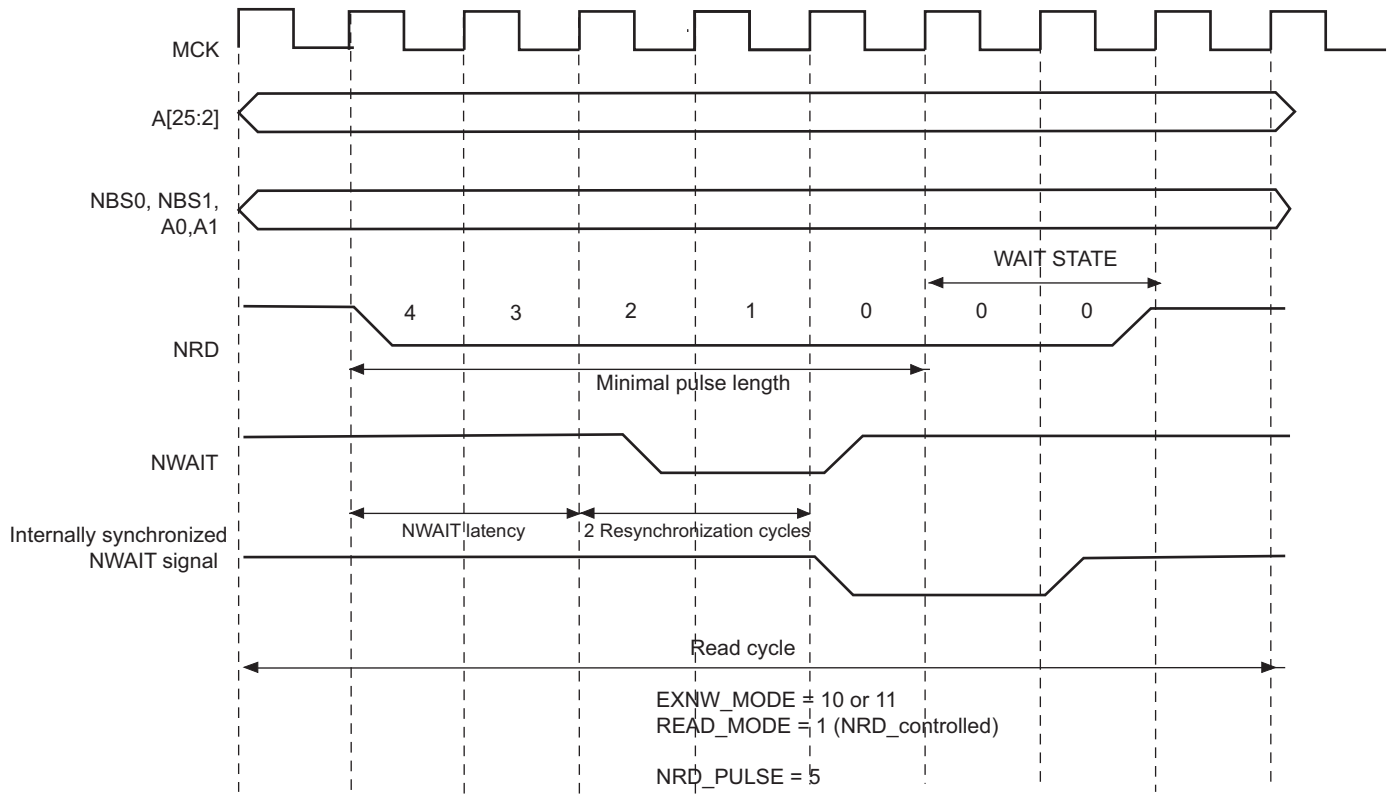 MCK
A[25:2]
NBS0, NBS1,
A0,A1
WAIT STATE
4 3 2 1 0 0 0
NRD
Minimal pulse length
NWAIT
NWAIT latency
2 Resynchronization cycles
Internally synchronized
NWAIT signal
Read cycle
EXNW_MODE = 10 or 11
READ_MODE = 1 (NRD_controlled)
NRD_PULSE = 5